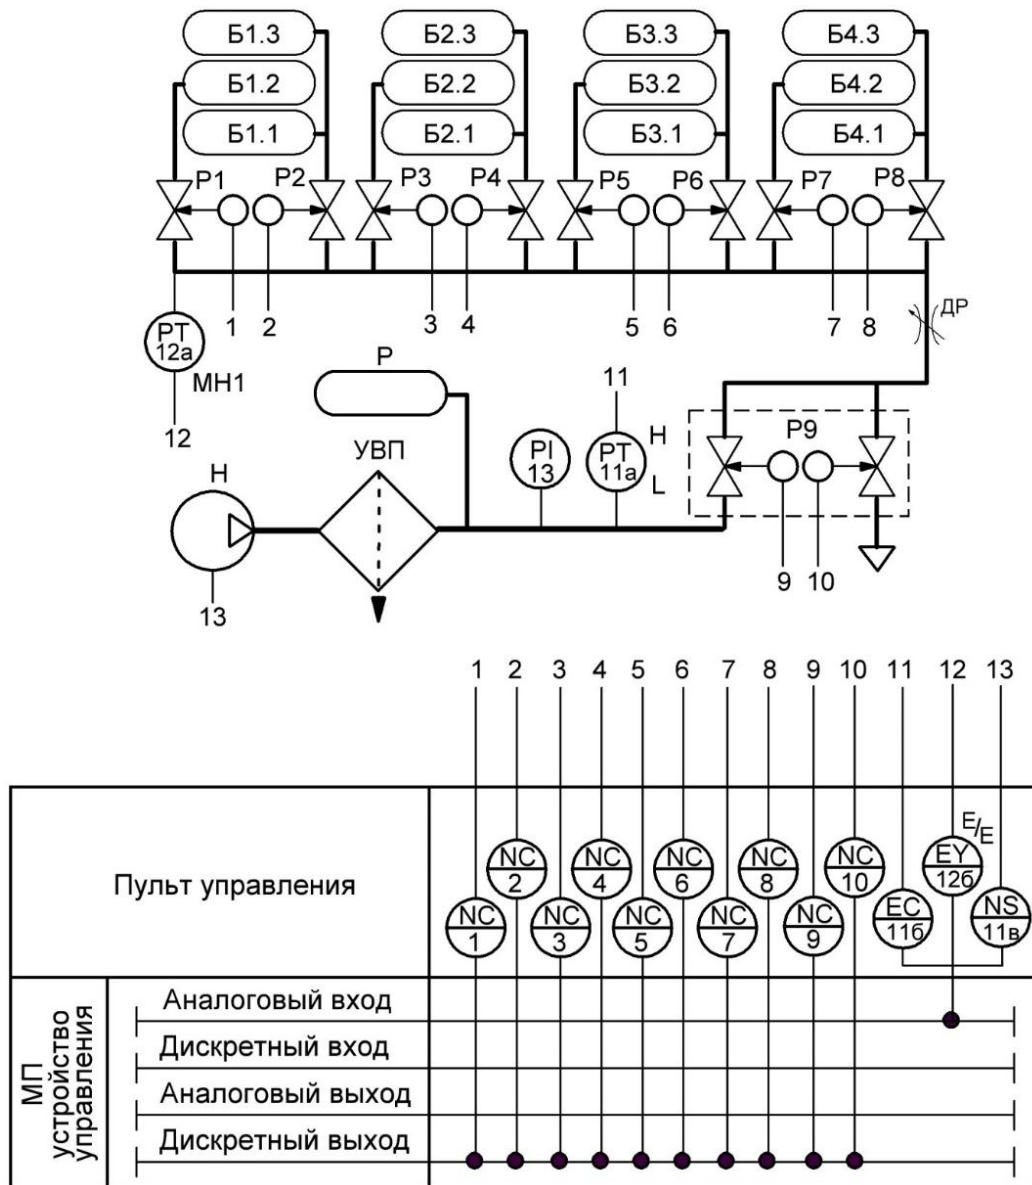 Б1.3 Б2.3 Б3.3 Б4.3
Б1.2 Б2.2 Б3.2 Б4.2
Б1.1 Б2.1 Б3.1 Б4.1
Р1 Р2 Р3 Р4 Р5 Р6 Р7 Р8
1 2 3 4 5 6 7 8
ДР
PT
12а
МН1
12
Р
11
Н
УВП
PI
13
PT
11а
H
L
Р9
13
9 10
1 2 3 4 5 6 7 8 9 10 11 12 13
Пульт управления
E/E
NC
2
NC
4
NC
6
NC
8
NC
10
EY
12б
NC
1
NC
3
NC
5
NC
7
NC
9
EC
11б
NS
11в
МП
устройство
управления
Аналоговый вход
Дискретный вход
Аналоговый выход
Дискретный выход